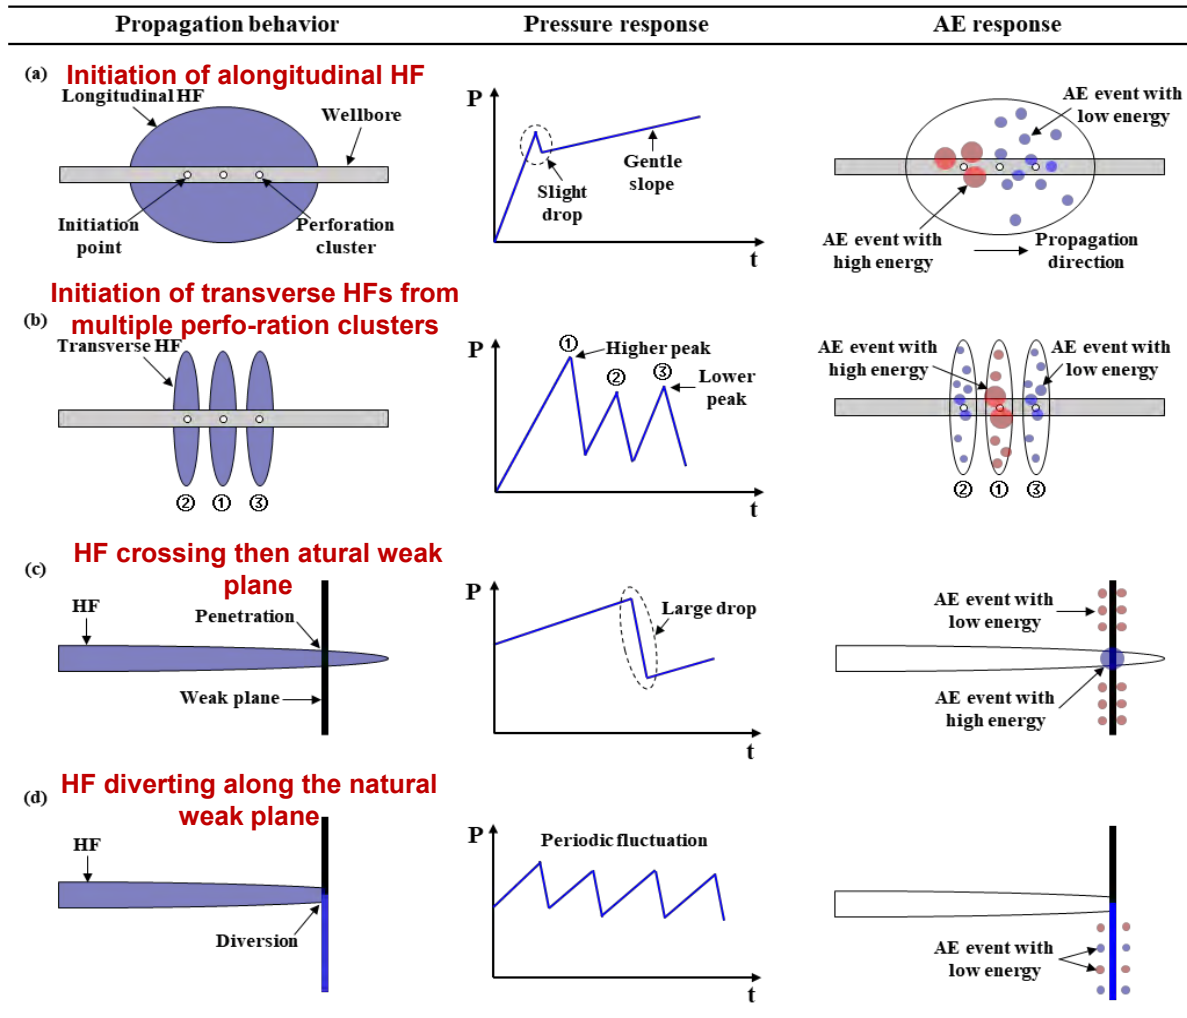 Propagation behavior
Pressure response
AE response
(a)
Initiation of alongitudinal HF
Longitudinal HF
Wellbore
Initiation
point
Perforation
cluster
P
Slight
drop
Gentle
slope
t
AE event with
low energy
AE event with
high energy
Propagation
direction
(b)
Initiation of transverse HFs from
multiple perfo-ration clusters
Transverse HF
② ① ③
P
①
Higher peak
②
③
Lower
peak
t
AE event with
high energy
AE event with
low energy
② ① ③
(c)
HF crossing then atural weak
plane
HF
Penetration
Weak plane
P
Large drop
t
AE event with
low energy
AE event with
high energy
(d)
HF diverting along the natural
weak plane
HF
Diversion
P
Periodic fluctuation
t
AE event with
low energy